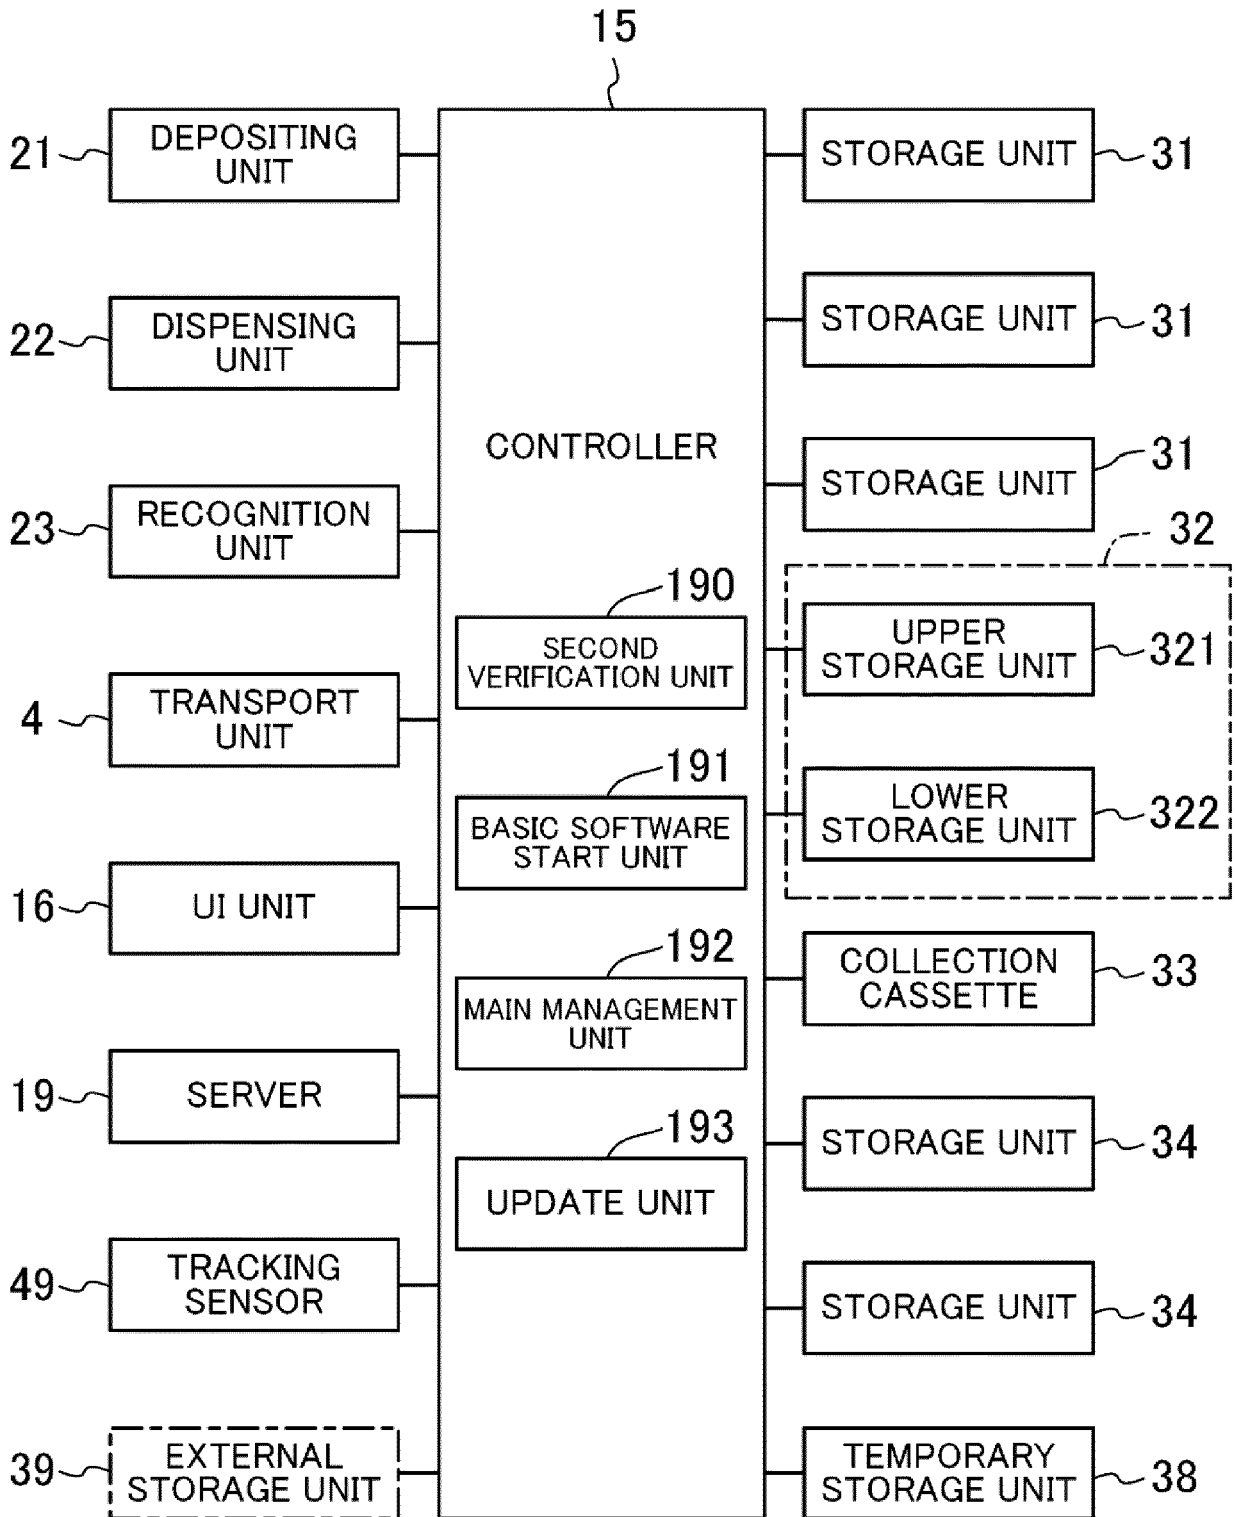 15
21
DEPOSITING
UNIT
22
DISPENSING
UNIT
23
RECOGNITION
UNIT
4
TRANSPORT
UNIT
16
UI UNIT
19
SERVER
49
TRACKING
SENSOR
39
EXTERNAL
STORAGE UNIT
CONTROLLER
190
SECOND
VERIFICATION UNIT
191
BASIC SOFTWARE
START UNIT
192
MAIN MANAGEMENT
UNIT
193
UPDATE UNIT
STORAGE UNIT
31
STORAGE UNIT
31
STORAGE UNIT
31
32
UPPER
STORAGE UNIT
321
LOWER
STORAGE UNIT
322
COLLECTION
CASSETTE
33
STORAGE UNIT
34
STORAGE UNIT
34
TEMPORARY
STORAGE UNIT
38